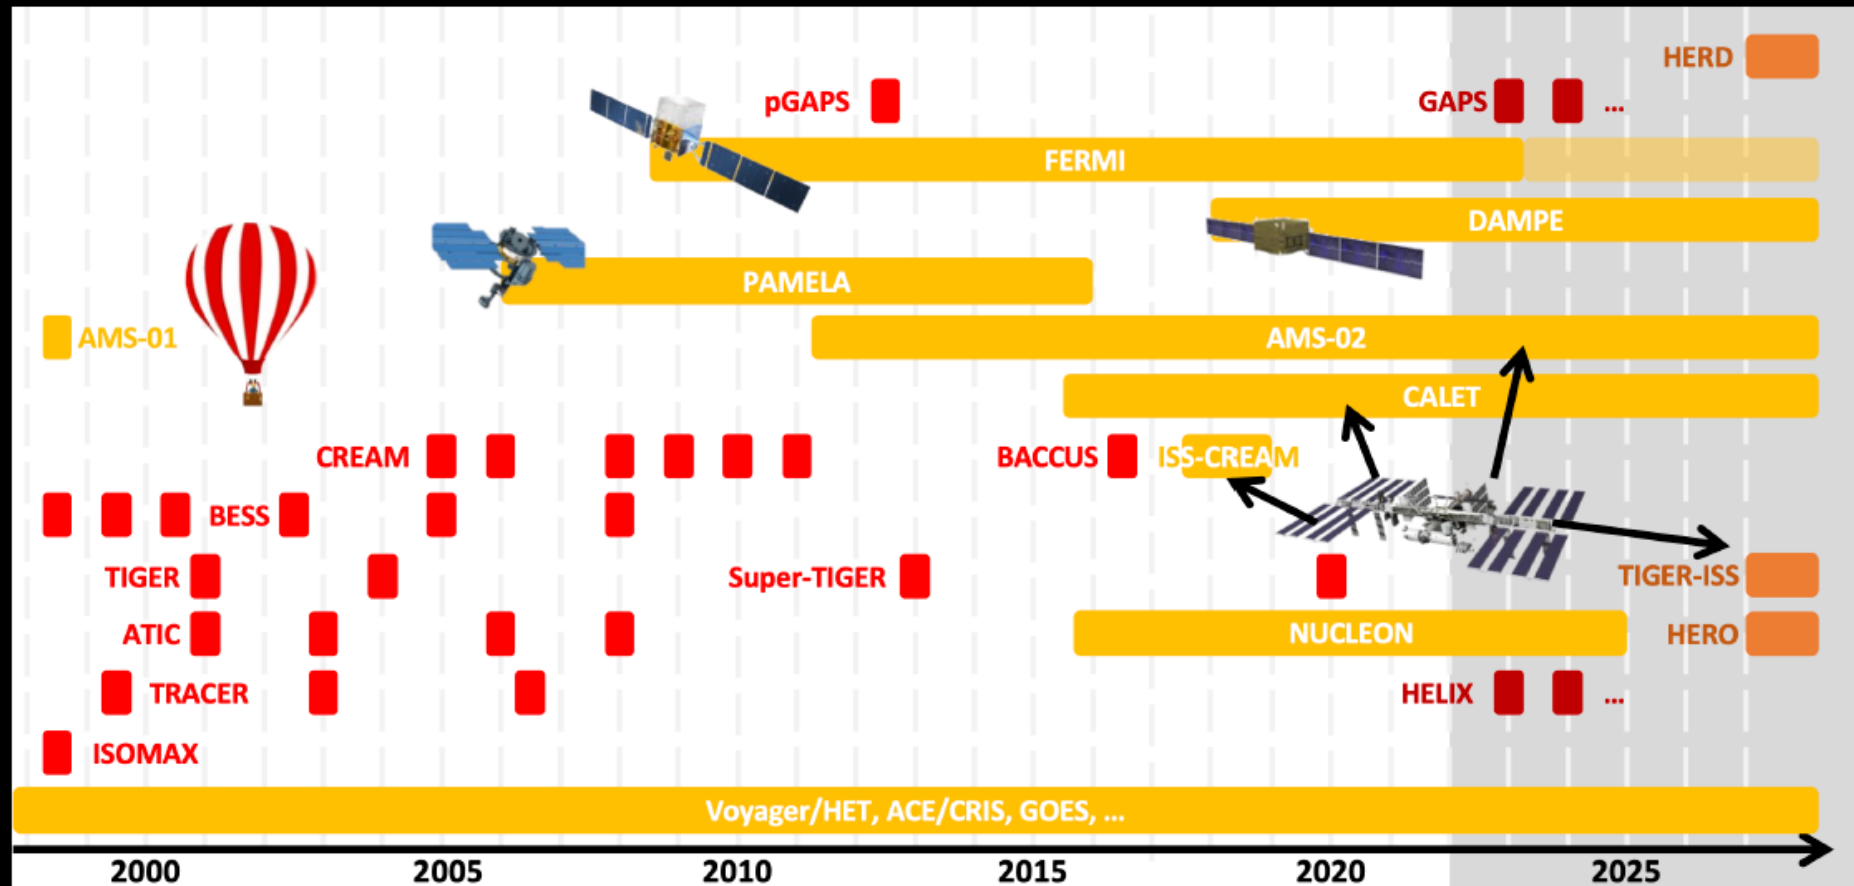 HERD
pGAPS
GAPS
...
FERMI
DAMPE
PAMELA
AMS-01
AMS-02
CALET
CREAM
BACCUS
ISS-CREAM
BESS
TIGER
Super-TIGER
TIGER-ISS
ATIC
NUCLEON
HERO
TRACER
HELIX
...
ISOMAX
Voyager/HET, ACE/CRIS, GOES, ...
2000 2005 2010 2015 2020 2025